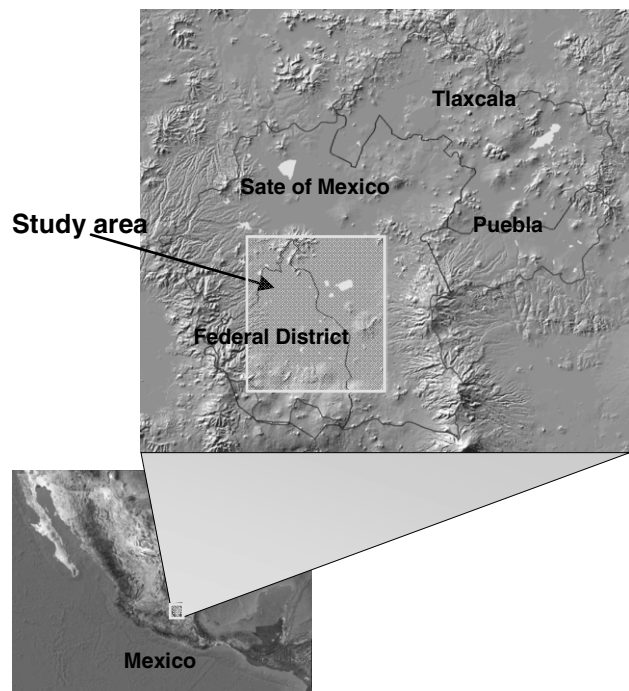 Tlaxcala
Sate of Mexico
Study area
Puebla
Federal District
Mexico